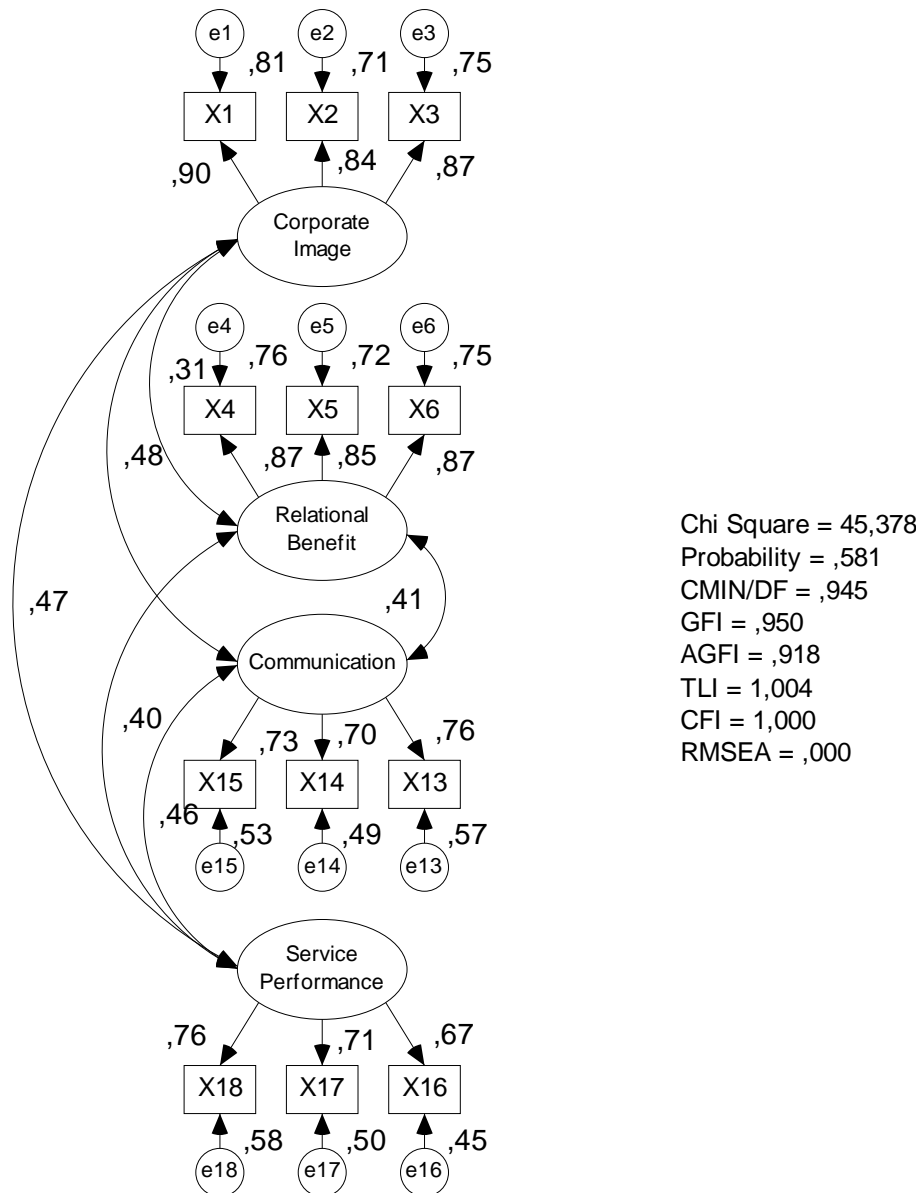 e1 e2 e3
,81 ,71 ,75
X1 X2 X3
,90 ,84 ,87
Corporate
Image
e4 e5 e6
,31 ,76 ,72 ,75
X4 X5 X6
,48 ,87 ,85 ,87
Relational
Benefit
,47 ,41
Communication
,40 ,73 ,70 ,76
X15 X14 X13
,46 ,53 ,49 ,57
e15 e14 e13
Service
Performance
,76 ,71 ,67
X18 X17 X16
,58 ,50 ,45
e18 e17 e16
Chi Square = 45,378
Probability = ,581
CMIN/DF = ,945
GFI = ,950
AGFI = ,918
TLI = 1,004
CFI = 1,000
RMSEA = ,000